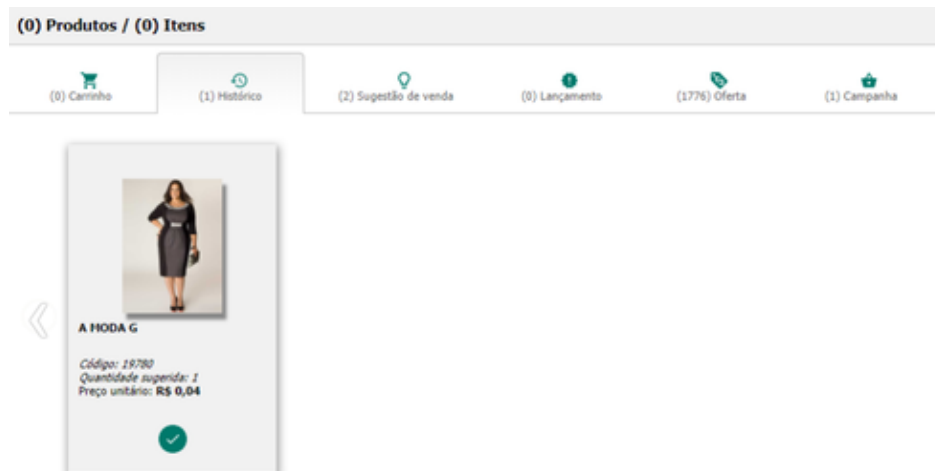 (0) Produtos / (0) Itens
(0) Carrinho
(1) Histórico
(2) Sugestão de venda
(0) Lançamento
(1776) Oferta
(1) Campanha
A MODA G
Código: 19780
Quantidade sugerida: 1
Preço unitário: R$ 0,04